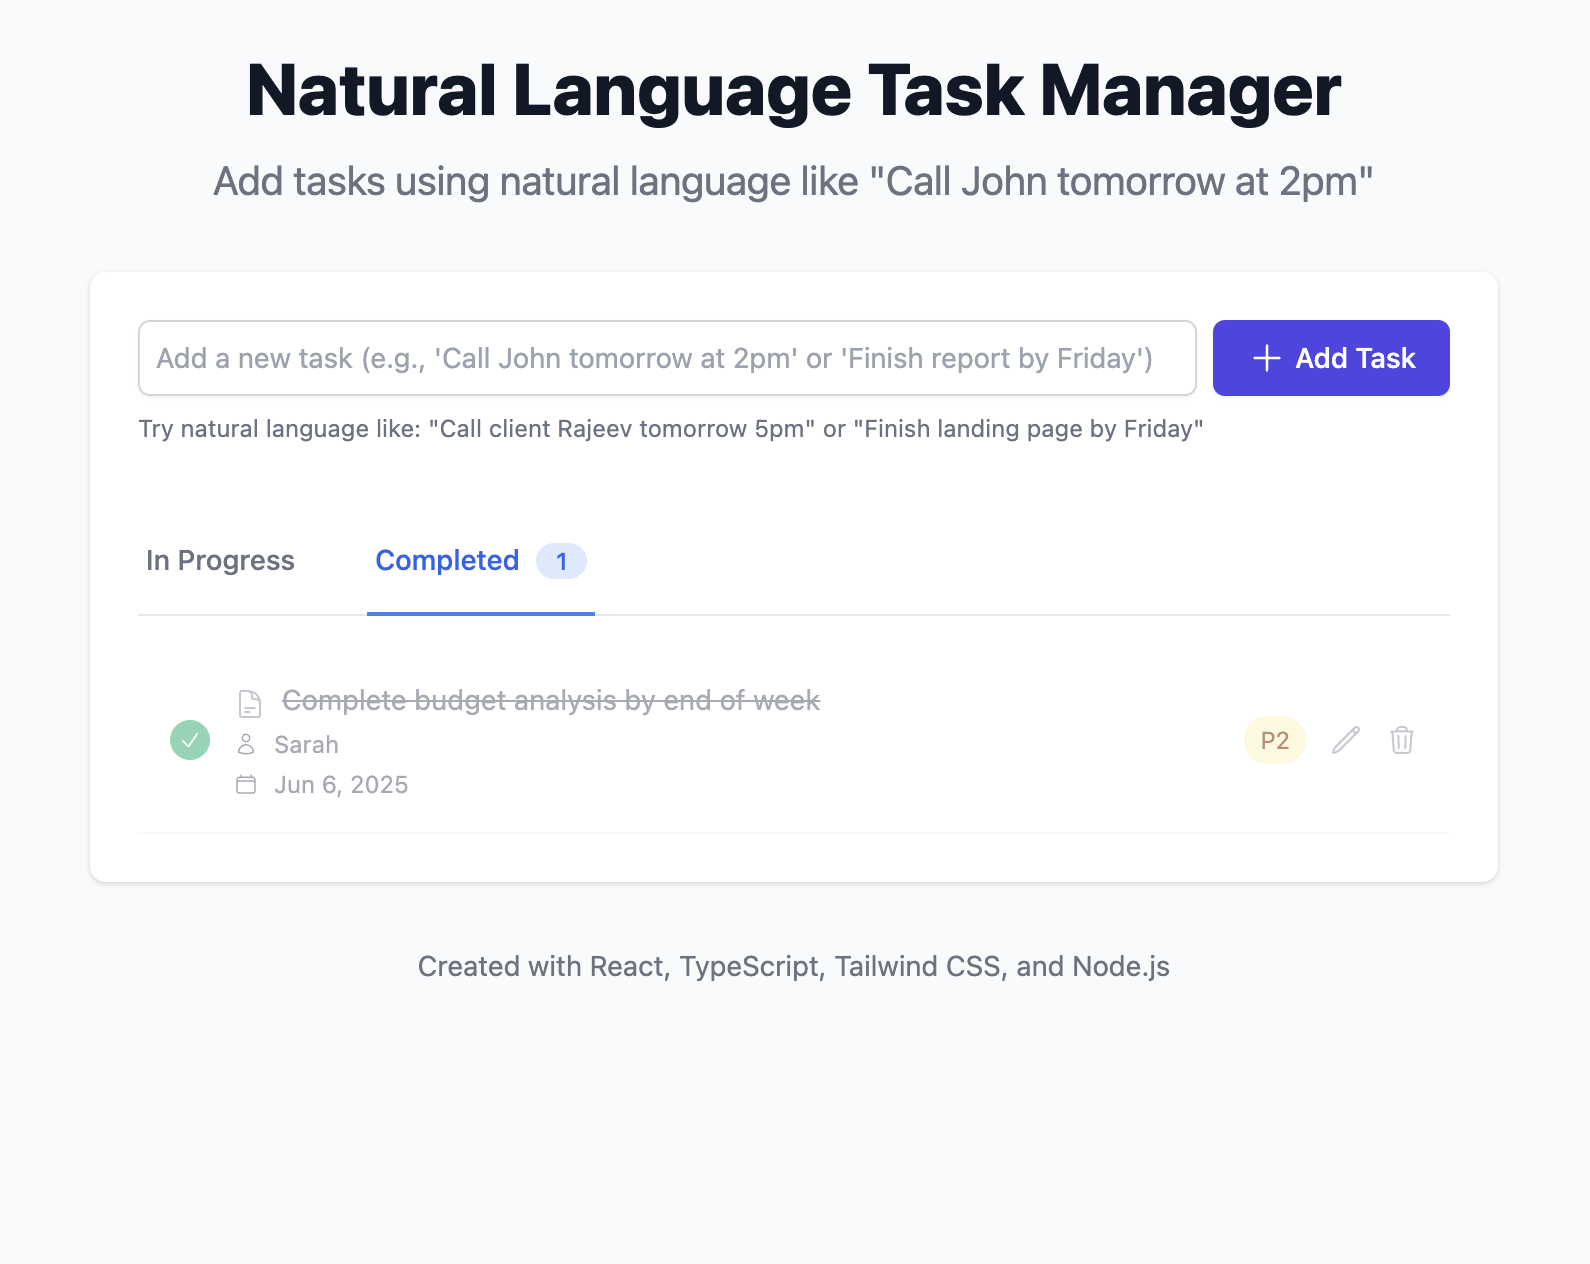 Natural Language Task Manager
Add tasks using natural language like "Call John tomorrow at 2pm"
Add a new task (e.g., 'Call John tomorrow at 2pm' or 'Finish report by Friday')
Add Task
Try natural language like: "Call client Rajeev tomorrow 5pm" or "Finish landing page by Friday"
In Progress
Completed 1
Complete budget analysis by end of week
Sarah
Jun 6, 2025
P2
Created with React, TypeScript, Tailwind CSS, and Node.js